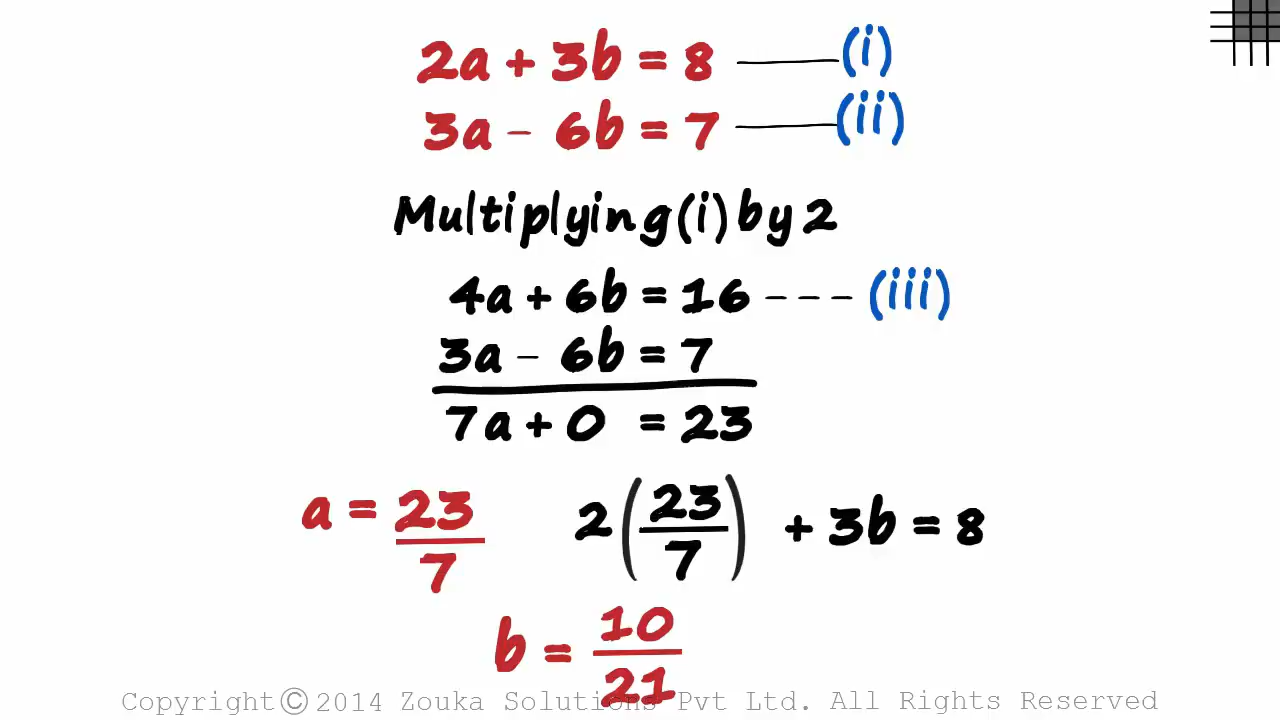 2a + 3b = 8 —— (i)
3a - 6b = 7 —— (ii)
Multiplying (i) by 2
4a + 6b = 16 --- (iii)
3a - 6b = 7
7a + 0 = 23
a = 23/7 2(23/7) + 3b = 8
b = 10/21
Copyright © 2014 Zouka Solutions Pvt Ltd. All Rights Reserved